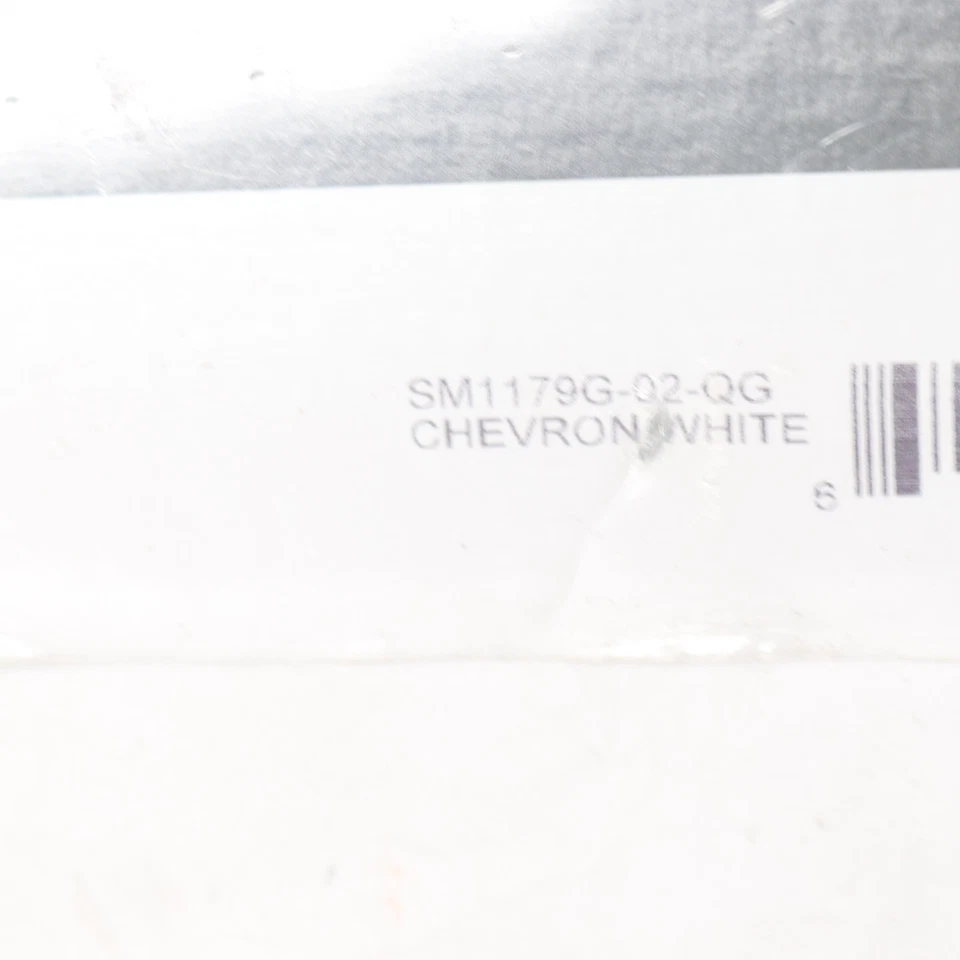 SM1179G-02-QG
CHEVRON WHITE
6